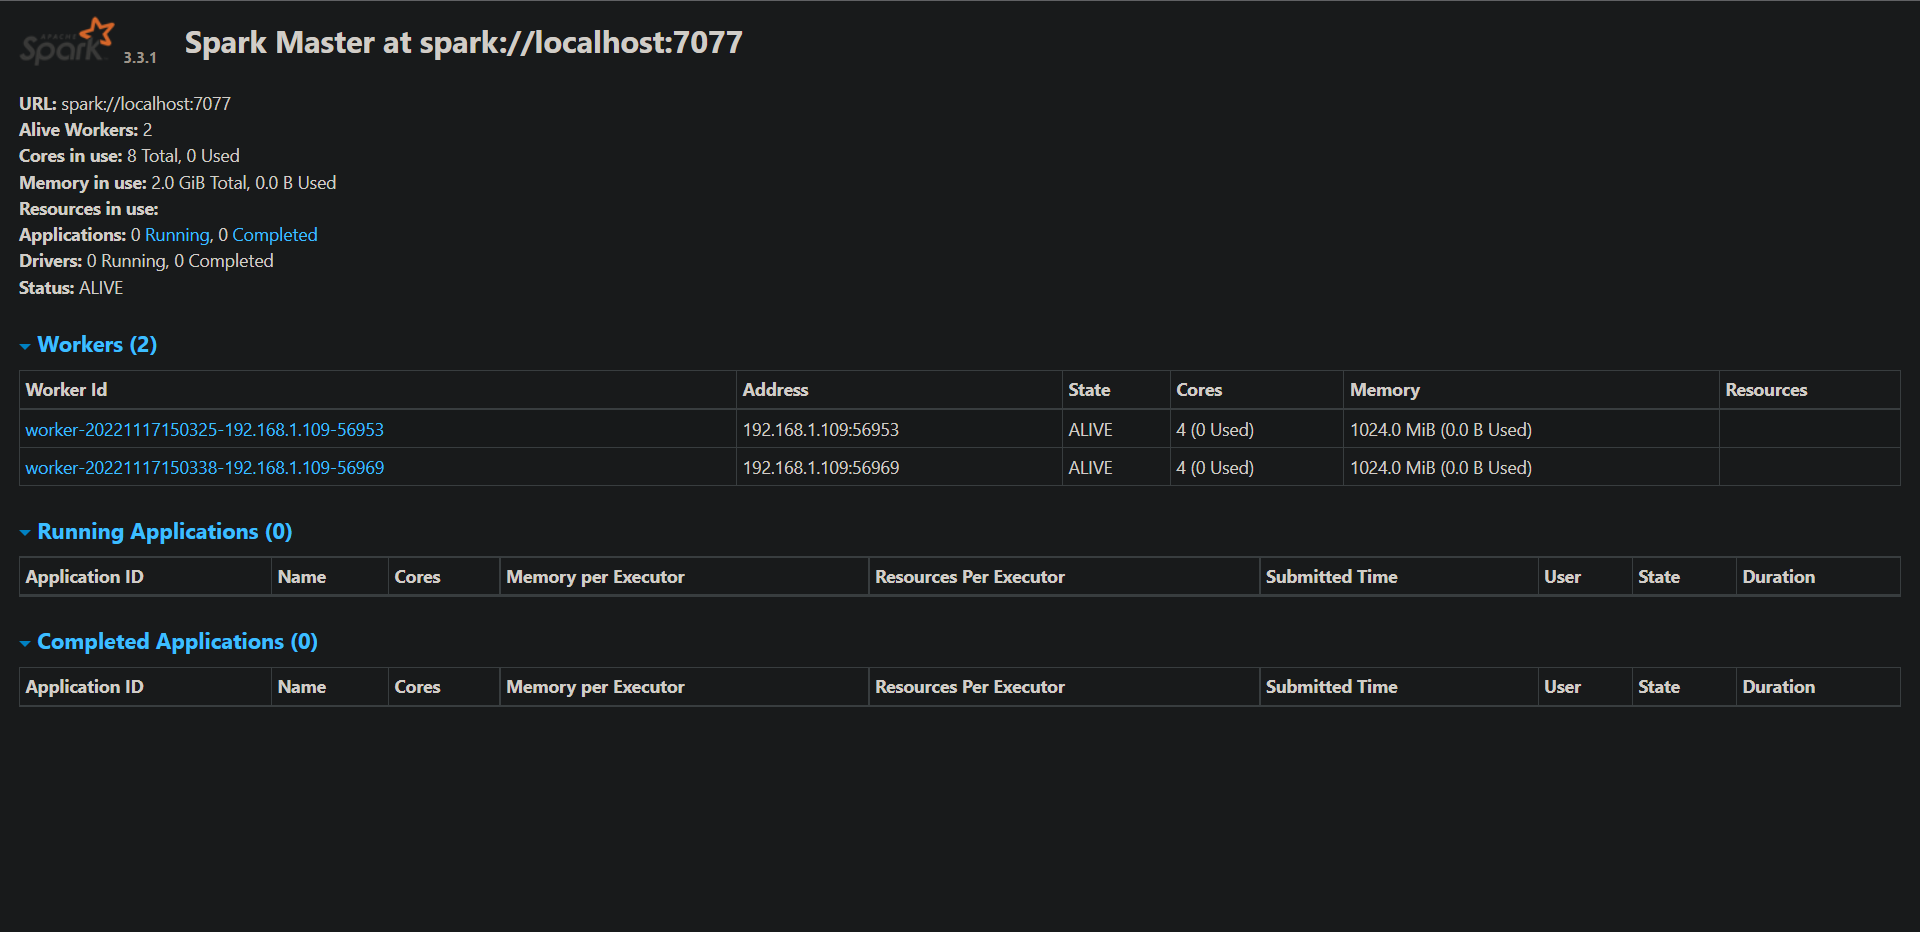 APACHE
Spark 3.3.1 Spark Master at spark://localhost:7077
URL: spark://localhost:7077
Alive Workers: 2
Cores in use: 8 Total, 0 Used
Memory in use: 2.0 GiB Total, 0.0 B Used
Resources in use:
Applications: 0 Running, 0 Completed
Drivers: 0 Running, 0 Completed
Status: ALIVE
Workers (2)
Worker Id Address State Cores Memory Resources
worker-20221117150325-192.168.1.109-56953 192.168.1.109:56953 ALIVE 4 (0 Used) 1024.0 MiB (0.0 B Used)
worker-20221117150338-192.168.1.109-56969 192.168.1.109:56969 ALIVE 4 (0 Used) 1024.0 MiB (0.0 B Used)
Running Applications (0)
Application ID Name Cores Memory per Executor Resources Per Executor Submitted Time User State Duration
Completed Applications (0)
Application ID Name Cores Memory per Executor Resources Per Executor Submitted Time User State Duration